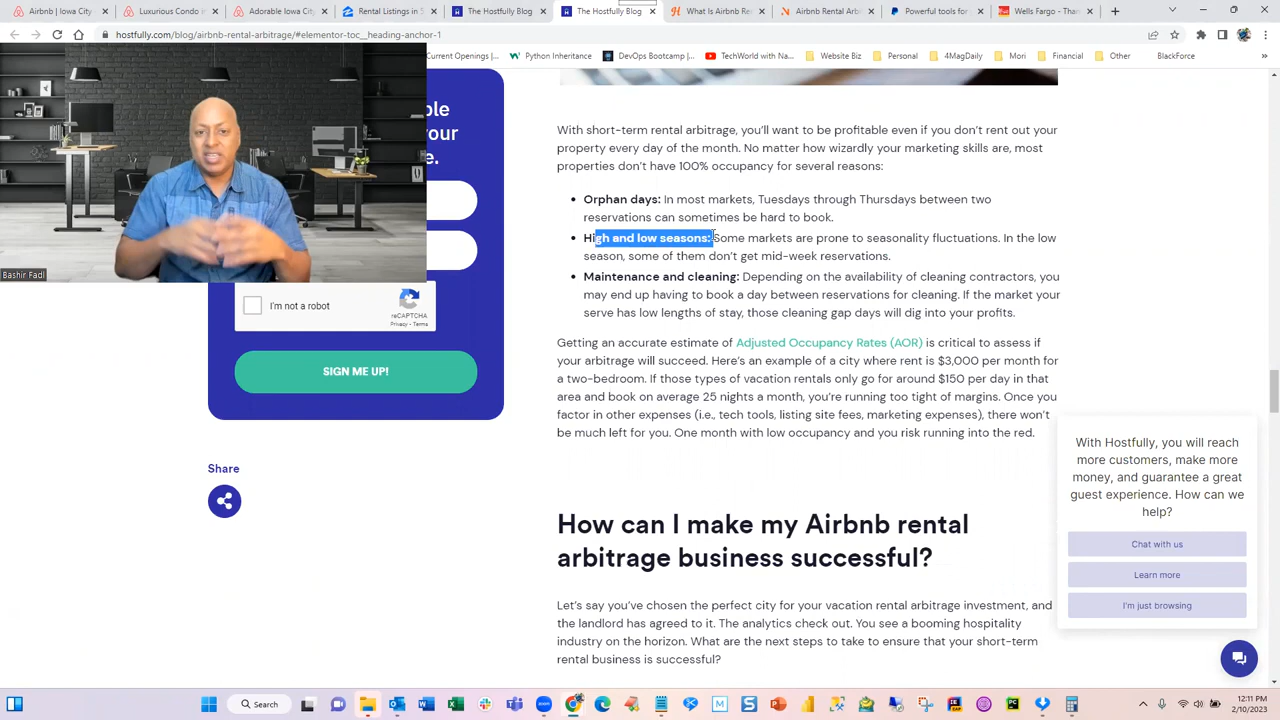 Airbnb | Iowa City
Luxurious Condo i
Adorable Iowa City
Rental Listings in 5
The Hostfully Blog
The Hostfully Blog
Airbnb Rental Arbi
Airbnb Rental Arbi
Powerful tools for
Wells Fargo - Than
hostfully.com/blog/airbnb-rental-arbitrage/#elementor-toc__heading-anchor-1
Current Openings |...
Python Inheritance
DevOps Bootcamp |...
TechWorld with Na...
Website Biz
Personal
4MagDaily
Mori
Financial
Other
BlackForce
»
Bashir Fadl
I'm not a robot
reCAPTCHA
Privacy - Terms
SIGN ME UP!
Share
With short-term rental arbitrage, you'll want to be profitable even if you don't rent out your
property every day of the month. No matter how wizardly your marketing skills are, most
properties don't have 100% occupancy for several reasons:
• Orphan days: In most markets, Tuesdays through Thursdays between two
reservations can sometimes be hard to book.
• High and low seasons: Some markets are prone to seasonality fluctuations. In the low
season, some of them don't get mid-week reservations.
• Maintenance and cleaning: Depending on the availability of cleaning contractors, you
may end up having to book a day between reservations for cleaning. If the market your
serve has low lengths of stay, those cleaning gap days will dig into your profits.
Getting an accurate estimate of Adjusted Occupancy Rates (AOR) is critical to assess if
your arbitrage will succeed. Here's an example of a city where rent is $3,000 per month for
a two-bedroom. If those types of vacation rentals only go for around $150 per day in that
area and book on average 25 nights a month, you're running too tight of margins. Once you
factor in other expenses (i.e., tech tools, listing site fees, marketing expenses), there won't
be much left for you. One month with low occupancy and you risk running into the red.
How can I make my Airbnb rental
arbitrage business successful?
Let's say you've chosen the perfect city for your vacation rental arbitrage investment, and
the landlord has agreed to it. The analytics check out. You see a booming hospitality
industry on the horizon. What are the next steps to take to ensure that your short-term
rental business is successful?
With Hostfully, you will reach
more customers, make more
money, and guarantee a great
guest experience. How can we
help?
Chat with us
Learn more
I'm just browsing
Search
12:11 PM
2/10/2023